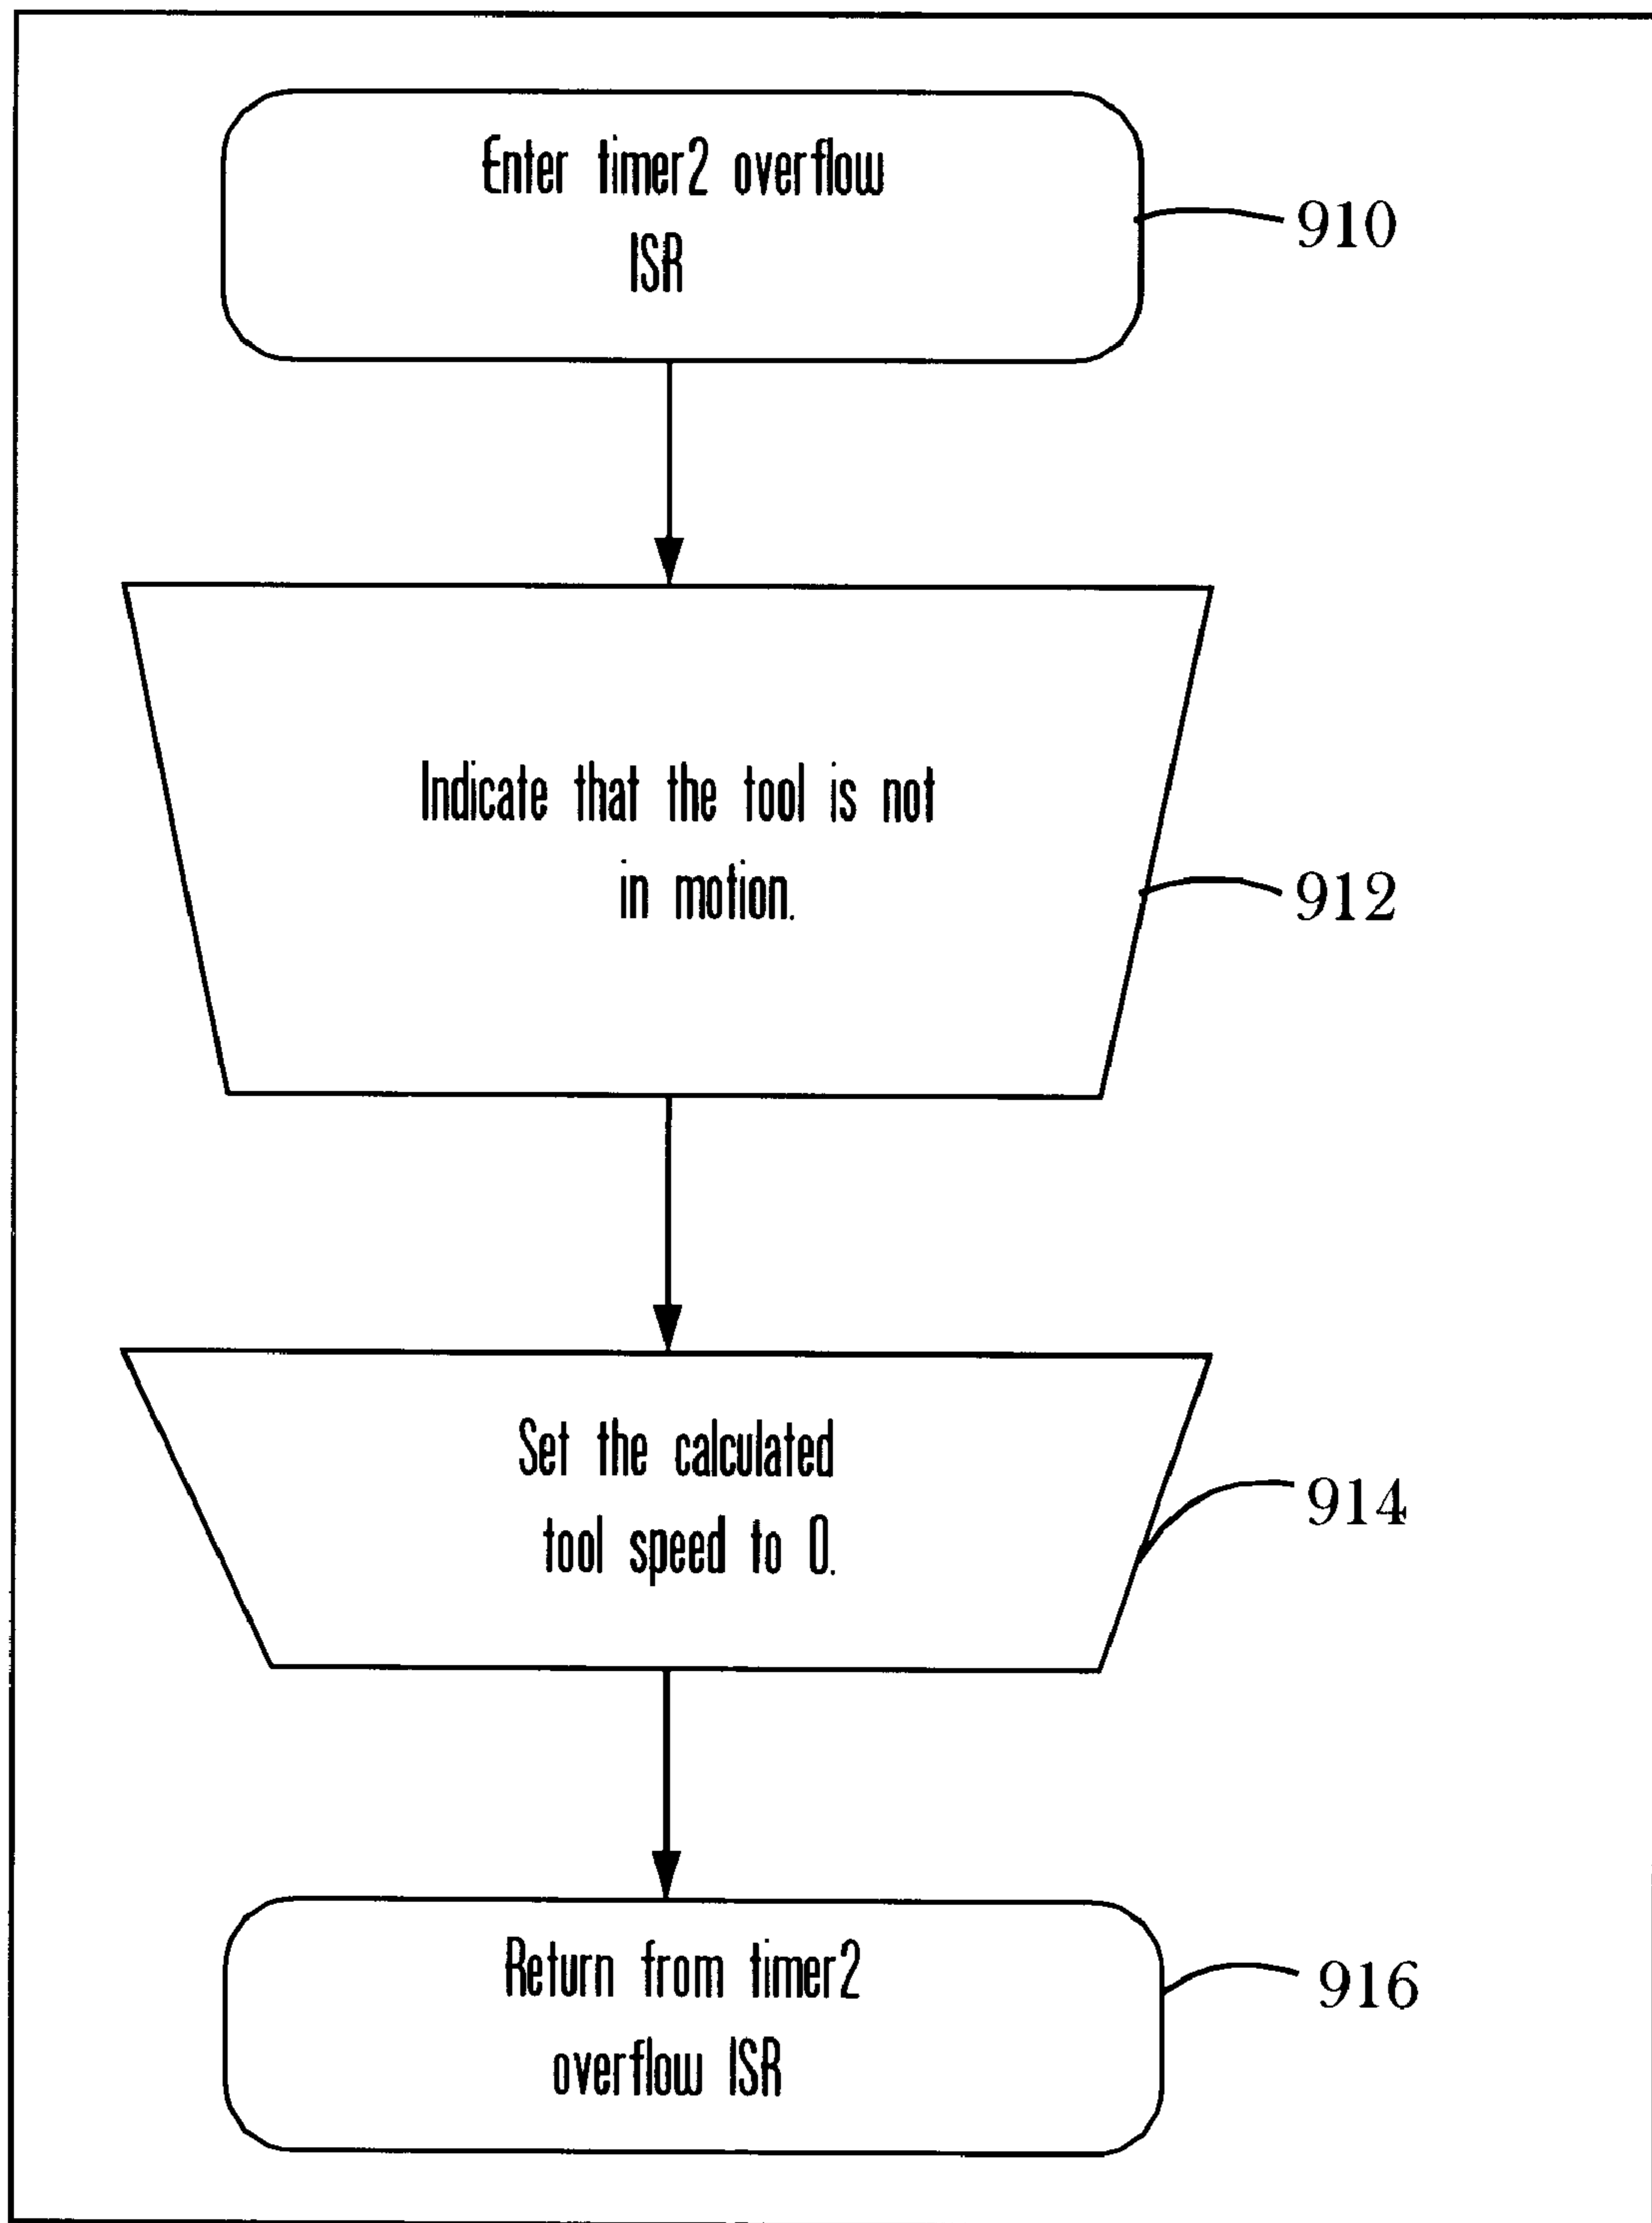 Enter timer2 overflow
ISR
910
Indicate that the tool is not
in motion.
912
Set the calculated
tool speed to 0.
914
Return from timer2
overflow ISR
916